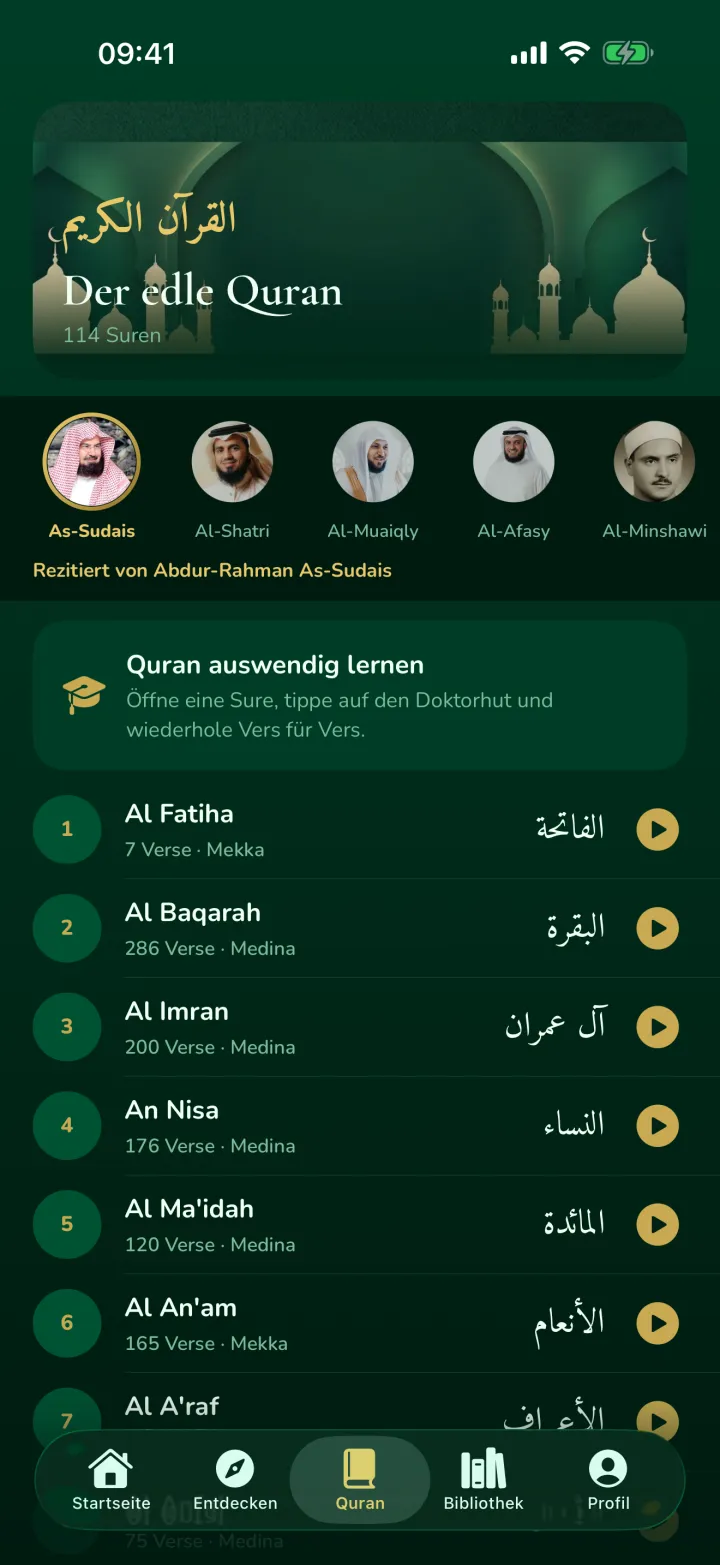 09:41
القرآن الكريم
Der edle Quran
114 Suren
As-Sudais
Al-Shatri
Al-Muaiqly
Al-Afasy
Al-Minshawi
Rezitiert von Abdur-Rahman As-Sudais
Quran auswendig lernen
Öffne eine Sure, tippe auf den Doktorhut und
wiederhole Vers für Vers.
1 Al Fatiha الفاتحة
7 Verse · Mekka
2 Al Baqarah البقرة
286 Verse · Medina
3 Al Imran آل عمران
200 Verse · Medina
4 An Nisa النساء
176 Verse · Medina
5 Al Ma'idah المائدة
120 Verse · Medina
6 Al An'am الأنعام
165 Verse · Mekka
7 Al A'raf الأعراف
Startseite
Entdecken
Quran
Bibliothek
Profil
75 Verse · Medina